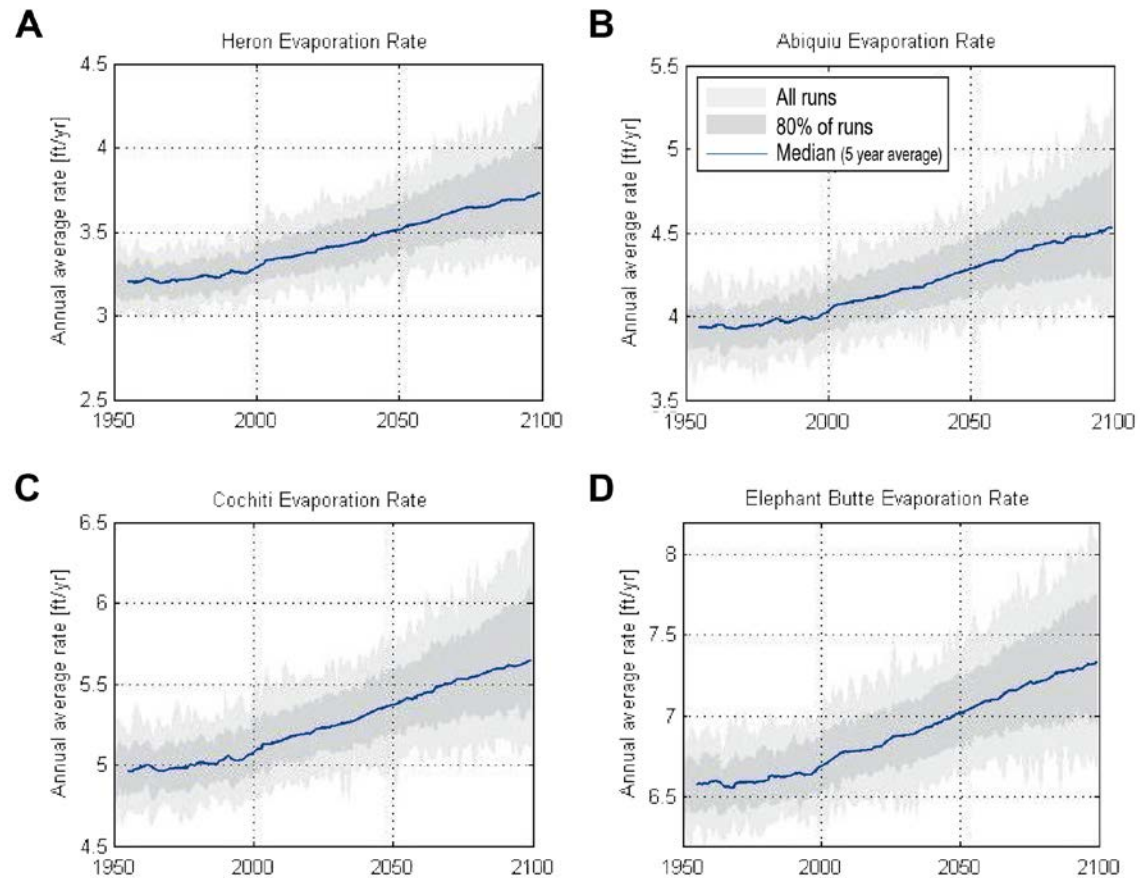 A
Heron Evaporation Rate
Annual average rate [ft/yr]
4.5
4
3.5
3
2.5
1950
2000
2050
2100
B
Abiquiu Evaporation Rate
Annual average rate [ft/yr]
5.5
5
4.5
4
3.5
All runs
80% of runs
Median (5 year average)
1950
2000
2050
2100
C
Cochiti Evaporation Rate
Annual average rate [ft/yr]
6.5
6
5.5
5
4.5
1950
2000
2050
2100
D
Elephant Butte Evaporation Rate
Annual average rate [ft/yr]
8
7.5
7
6.5
1950
2000
2050
2100